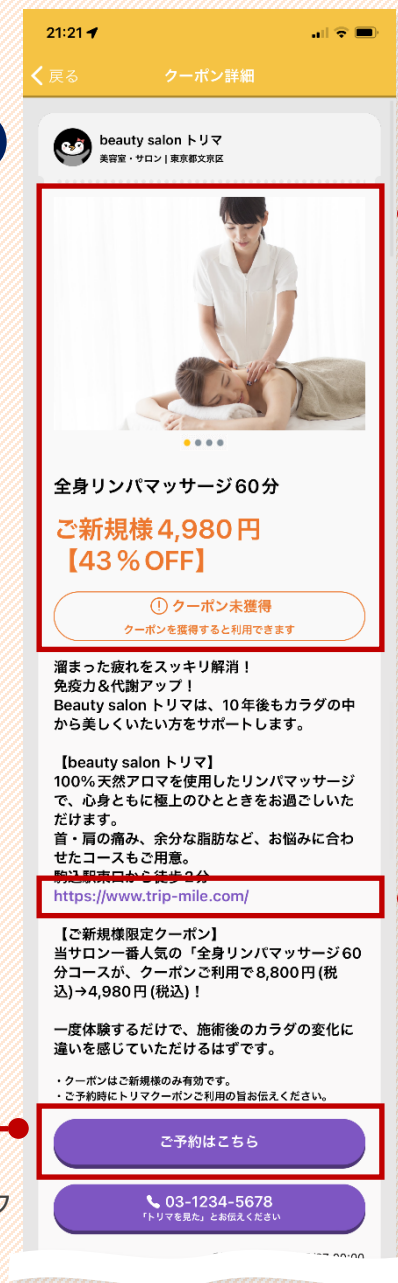 21:21
戻る
クーポン詳細
beauty salon トリマ
美容室・サロン | 東京都文京区
全身リンパマッサージ60分
ご新規様 4,980円
【43%OFF】
クーポン未獲得
クーポンを獲得すると利用できます
溜まった疲れをスッキリ解消！
免疫力＆代謝アップ！
Beauty salon トリマは、10年後もカラダの中
から美しくいたい方をサポートします。
【beauty salon トリマ】
100%天然アロマを使用したリンパマッサージ
で、心身ともに極上のひとときをお過ごしいた
だけます。
首・肩の痛み、余分な脂肪など、お悩みに合わ
せたコースもご用意。
駒込駅東口から徒歩2分
https://www.trip-mile.com/
【ご新規様限定クーポン】
当サロン一番人気の「全身リンパマッサージ60
分コースが、クーポンご利用で8,800円(税
込)→4,980円(税込)！
一度体験するだけで、施術後のカラダの変化に
違いを感じていただけるはずです。
・クーポンはご新規様のみ有効です。
・ご予約時にトリマクーポンご利用の旨お伝えください。
ご予約はこちら
03-1234-5678
「トリマを見た」とお伝えください